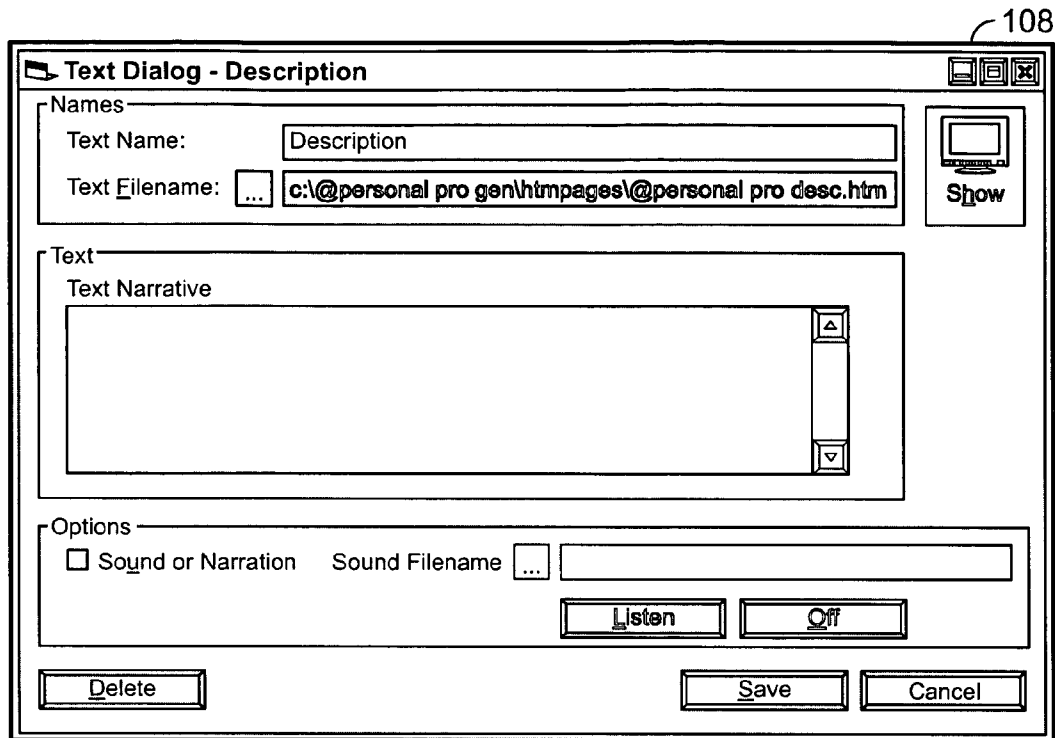 108
Text Dialog - Description
Names
Text Name: Description
Text Filename: ... c:\@personal pro gen\htmpages\@personal pro desc.htm
Show
Text
Text Narrative
Options
Sound or Narration Sound Filename ...
Listen Off
Delete Save Cancel